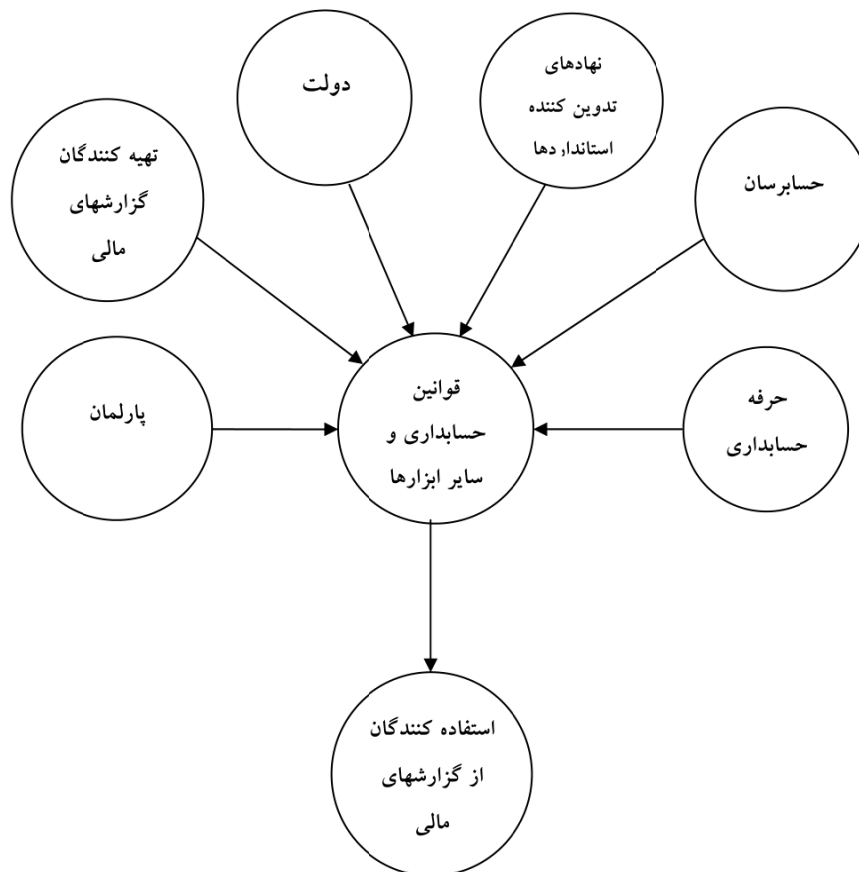 دولت
نهادهای
تدوین کننده
استانداردها
تهیه کنندگان
گزارشهای
مالی
حسابرسان
پارلمان
قوانین
حسابداری و
سایر ابزارها
حرفه
حسابداری
استفاده کنندگان
از گزارشهای
مالی